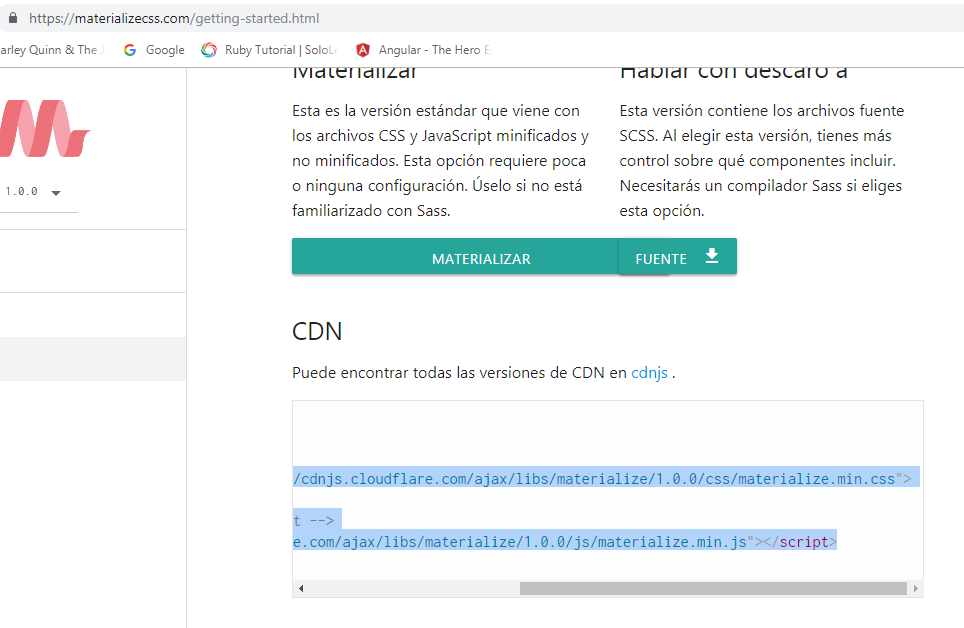 https://materializecss.com/getting-started.html
arley Quinn & The
Google
Ruby Tutorial | SoloLe
Angular - The Hero E
1.0.0
Materializar
Esta es la versión estándar que viene con
los archivos CSS y JavaScript minificados y
no minificados. Esta opción requiere poca
o ninguna configuración. Úselo si no está
familiarizado con Sass.
MATERIALIZAR
Hablar con descaro a
Esta versión contiene los archivos fuente
SCSS. Al elegir esta versión, tienes más
control sobre qué componentes incluir.
Necesitarás un compilador Sass si eliges
esta opción.
FUENTE
CDN
Puede encontrar todas las versiones de CDN en cdnjs .
/cdnjs.cloudflare.com/ajax/libs/materialize/1.0.0/css/materialize.min.css">
t -->
e.com/ajax/libs/materialize/1.0.0/js/materialize.min.js"></script>